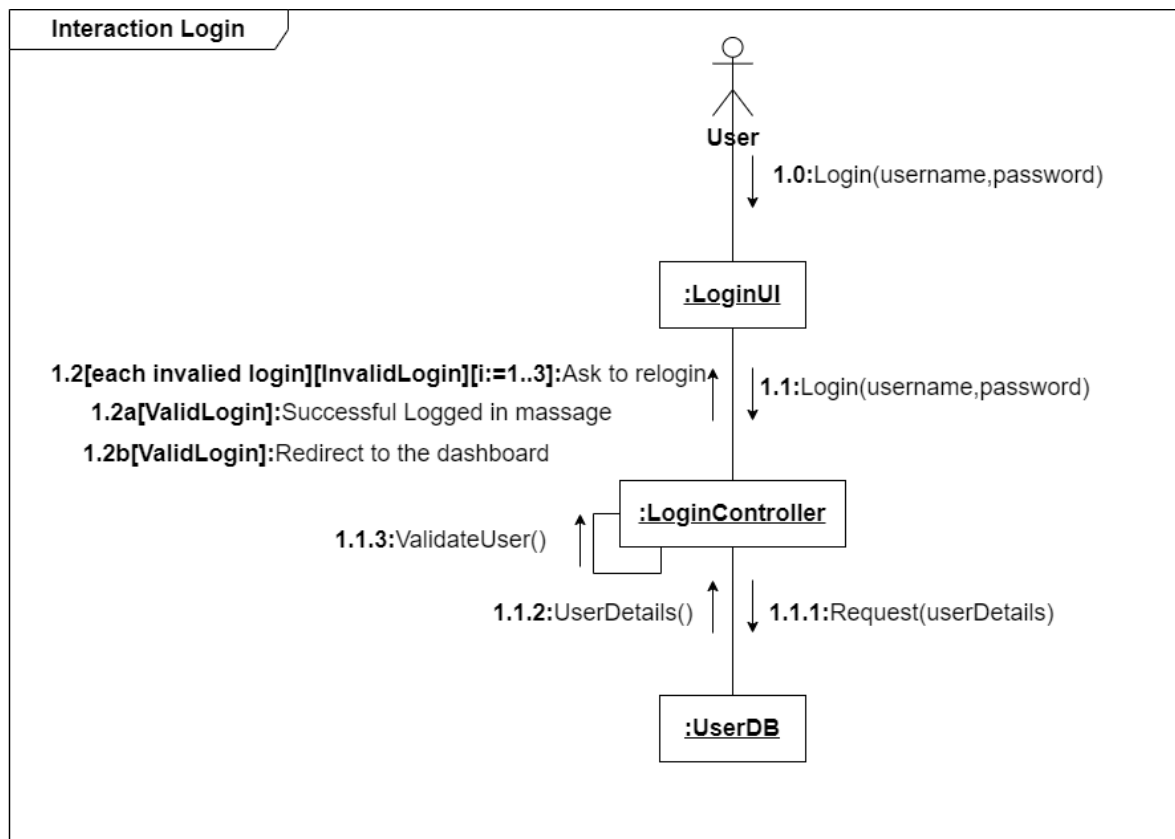 Interaction Login
User
1.0:Login(username,password)
:LoginUI
1.2[each invalied login][InvalidLogin][i:=1..3]:Ask to relogin
1.1:Login(username,password)
1.2a[ValidLogin]:Successful Logged in massage
1.2b[ValidLogin]:Redirect to the dashboard
:LoginController
1.1.3:ValidateUser()
1.1.2:UserDetails()
1.1.1:Request(userDetails)
:UserDB